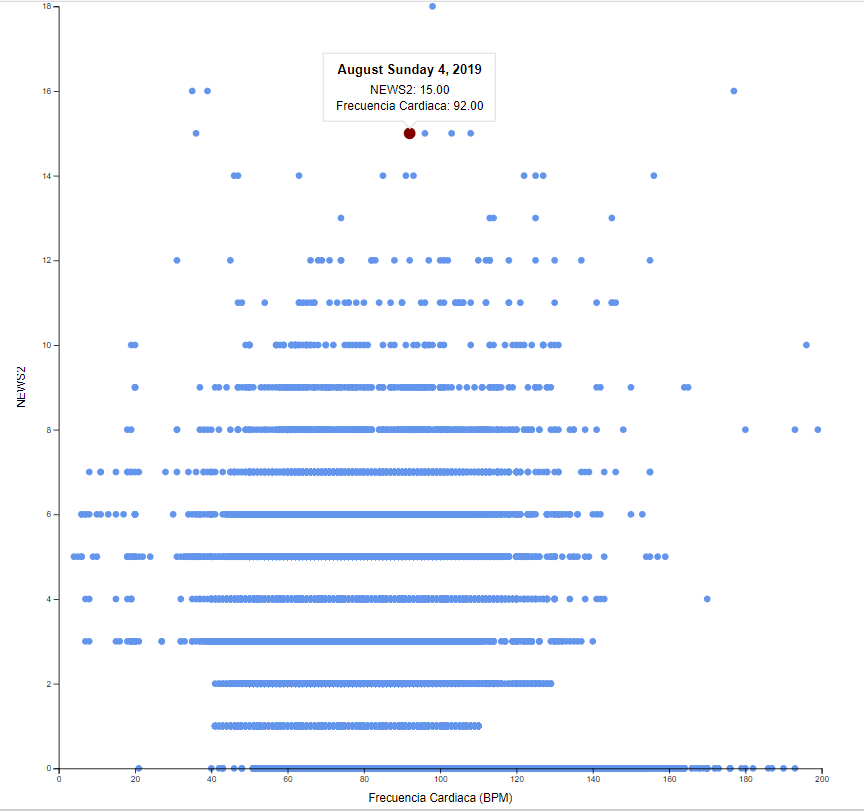 18
16
August Sunday 4, 2019
NEWS2: 15.00
Frecuencia Cardiaca: 92.00
14
12
10
NEWS2
8
6
4
2
0
0 20 40 60 80 100 120 140 160 180 200
Frecuencia Cardiaca (BPM)